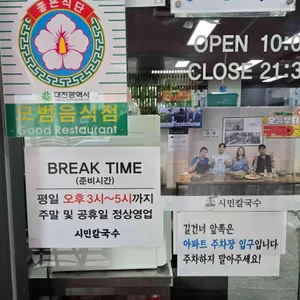 좋은식단
대전광역시
모범음식점
Good Restaurant
OPEN 10:0
CLOSE 21:3
BREAK TIME
(준비시간)
평일 오후3시~5시까지
주말 및 공휴일 정상영업
시민칼국수
시민칼국수
길건너 앞쪽은
아파트 주차장 입구입니다
주차하지 말아주세요!